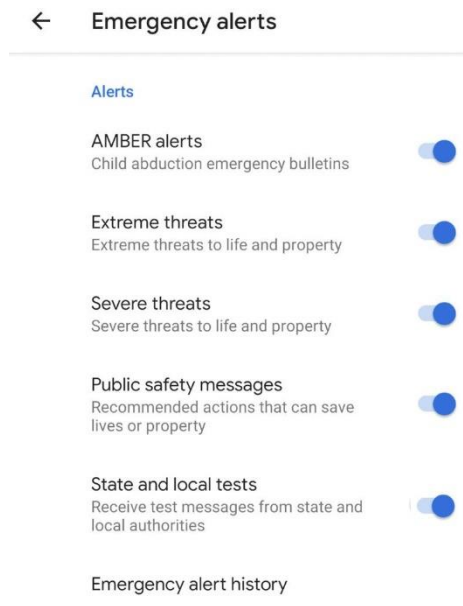 Emergency alerts
Alerts
AMBER alerts
Child abduction emergency bulletins
Extreme threats
Extreme threats to life and property
Severe threats
Severe threats to life and property
Public safety messages
Recommended actions that can save
lives or property
State and local tests
Receive test messages from state and
local authorities
Emergency alert history